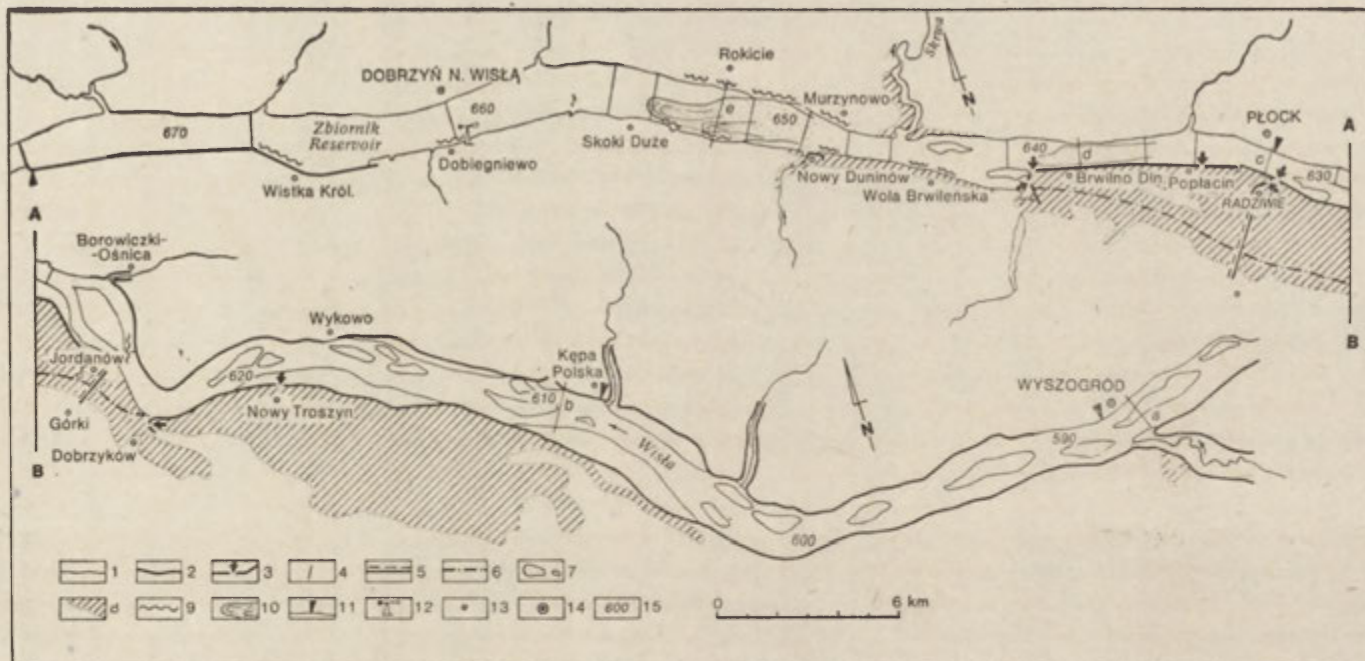 Skrwa
Rokicie
DOBRZYŃ N. WISŁĄ
N
660
e
Murzynowo
PŁOCK
A
670
Zbiornik
Reservoir
650
640
d
c
630
Skoki Duże
Dobiegniewo
Wistka Król.
Nowy Duninów
Brwilno Dln.
Popłacin
Wola Brwileńska
RADZIWIE
A
Borowiczki-
-Ośnica
Wykowo
B
Kępa
Polska
Jordanów
620
610
b
N
WYSZOGRÓD
Nowy Troszyn
Górki
Wisła
590
a
Dobrzyków
B
600
1
2
3
4
5
6
7
d
9
10
11
12
13
14
600
15
0
6 km